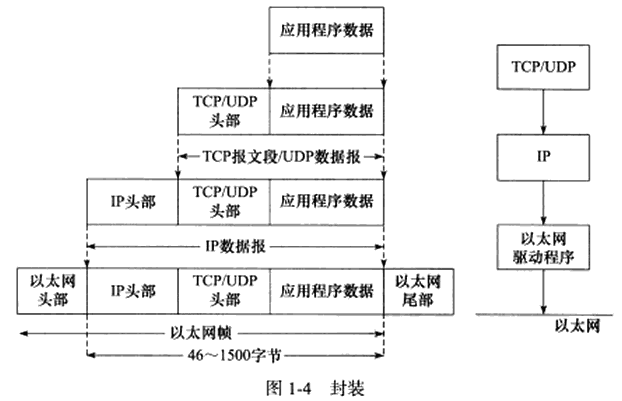 应用程序数据
TCP/UDP
头部
应用程序数据
TCP报文段/UDP数据报
IP头部
TCP/UDP
头部
应用程序数据
IP数据报
以太网
头部
IP头部
TCP/UDP
头部
应用程序数据
以太网
尾部
以太网帧
46～1500字节
TCP/UDP
IP
以太网
驱动程序
以太网
图 1-4 封装